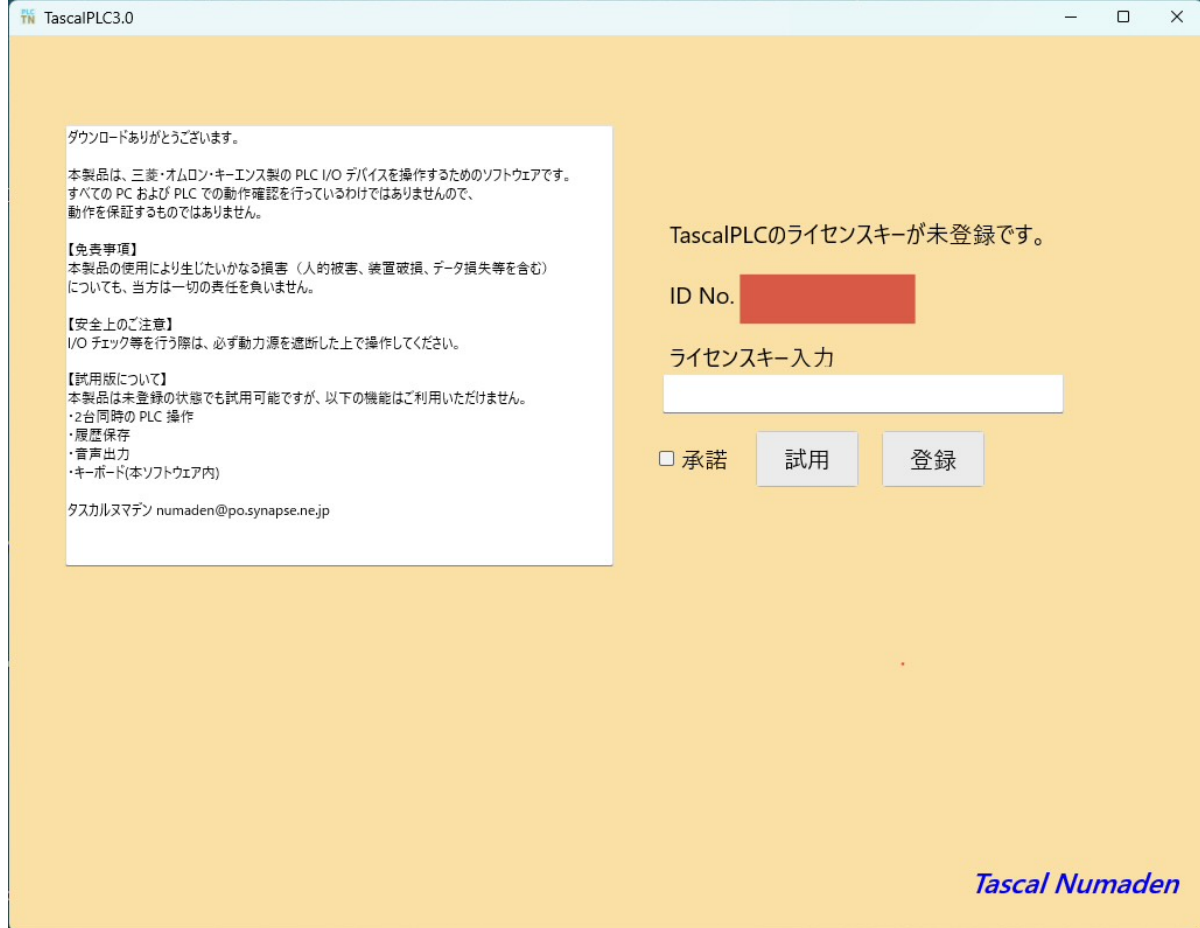 PLC
TN
TascalPLC3.0
ダウンロードありがとうございます。
本製品は、三菱・オムロン・キーエンス製の PLC I/O デバイスを操作するためのソフトウェアです。
すべての PC および PLC での動作確認を行っているわけではありませんので、
動作を保証するものではありません。
【免責事項】
本製品の使用により生じたいかなる損害（人的被害、装置破損、データ損失等を含む）
についても、当方は一切の責任を負いません。
【安全上のご注意】
I/O チェック等を行う際は、必ず動力源を遮断した上で操作してください。
【試用版について】
本製品は未登録の状態でも試用可能ですが、以下の機能はご利用いただけません。
・2台同時の PLC 操作
・履歴保存
・音声出力
・キーボード(本ソフトウェア内)
タスカルヌマデン numaden@po.synapse.ne.jp
TascalPLCのライセンスキーが未登録です。
ID No.
ライセンスキー入力
承諾
試用
登録
Tascal Numaden